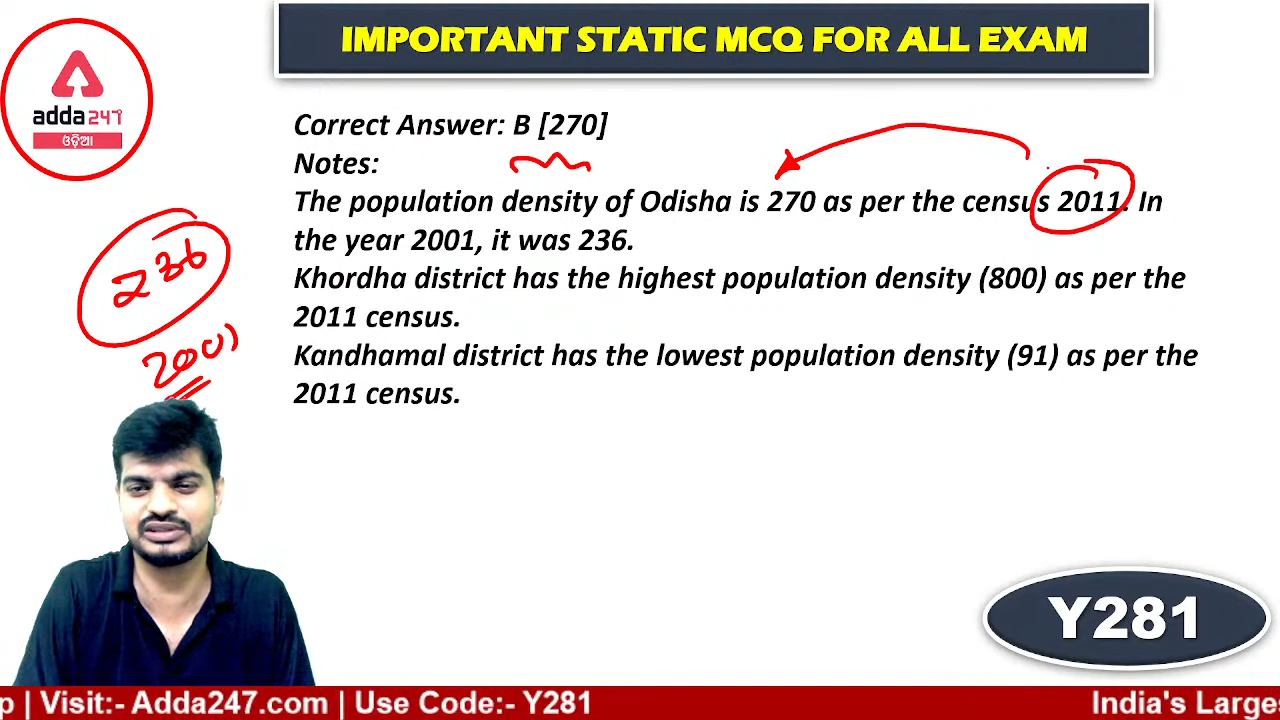 IMPORTANT STATIC MCQ FOR ALL EXAM
adda247
ଓଡ଼ିଆ
Correct Answer: B [270]
Notes:
The population density of Odisha is 270 as per the census 2011. In
the year 2001, it was 236.
Khordha district has the highest population density (800) as per the
2011 census.
Kandhamal district has the lowest population density (91) as per the
2011 census.
236
2001
Y281
p | Visit:- Adda247.com | Use Code:- Y281
India's Larges